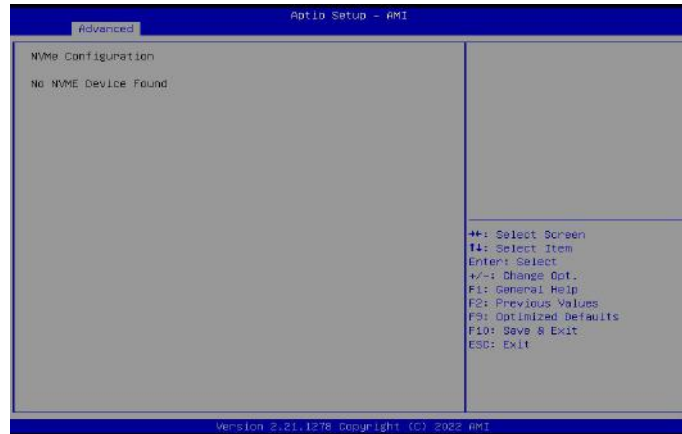 Aptio Setup - AMI
Advanced
NVMe Configuration
No NVME Device Found
→←: Select Screen
↑↓: Select Item
Enter: Select
+/-: Change Opt.
F1: General Help
F2: Previous Values
F9: Optimized Defaults
F10: Save & Exit
ESC: Exit
Version 2.21.1278 Copyright (C) 2022 AMI